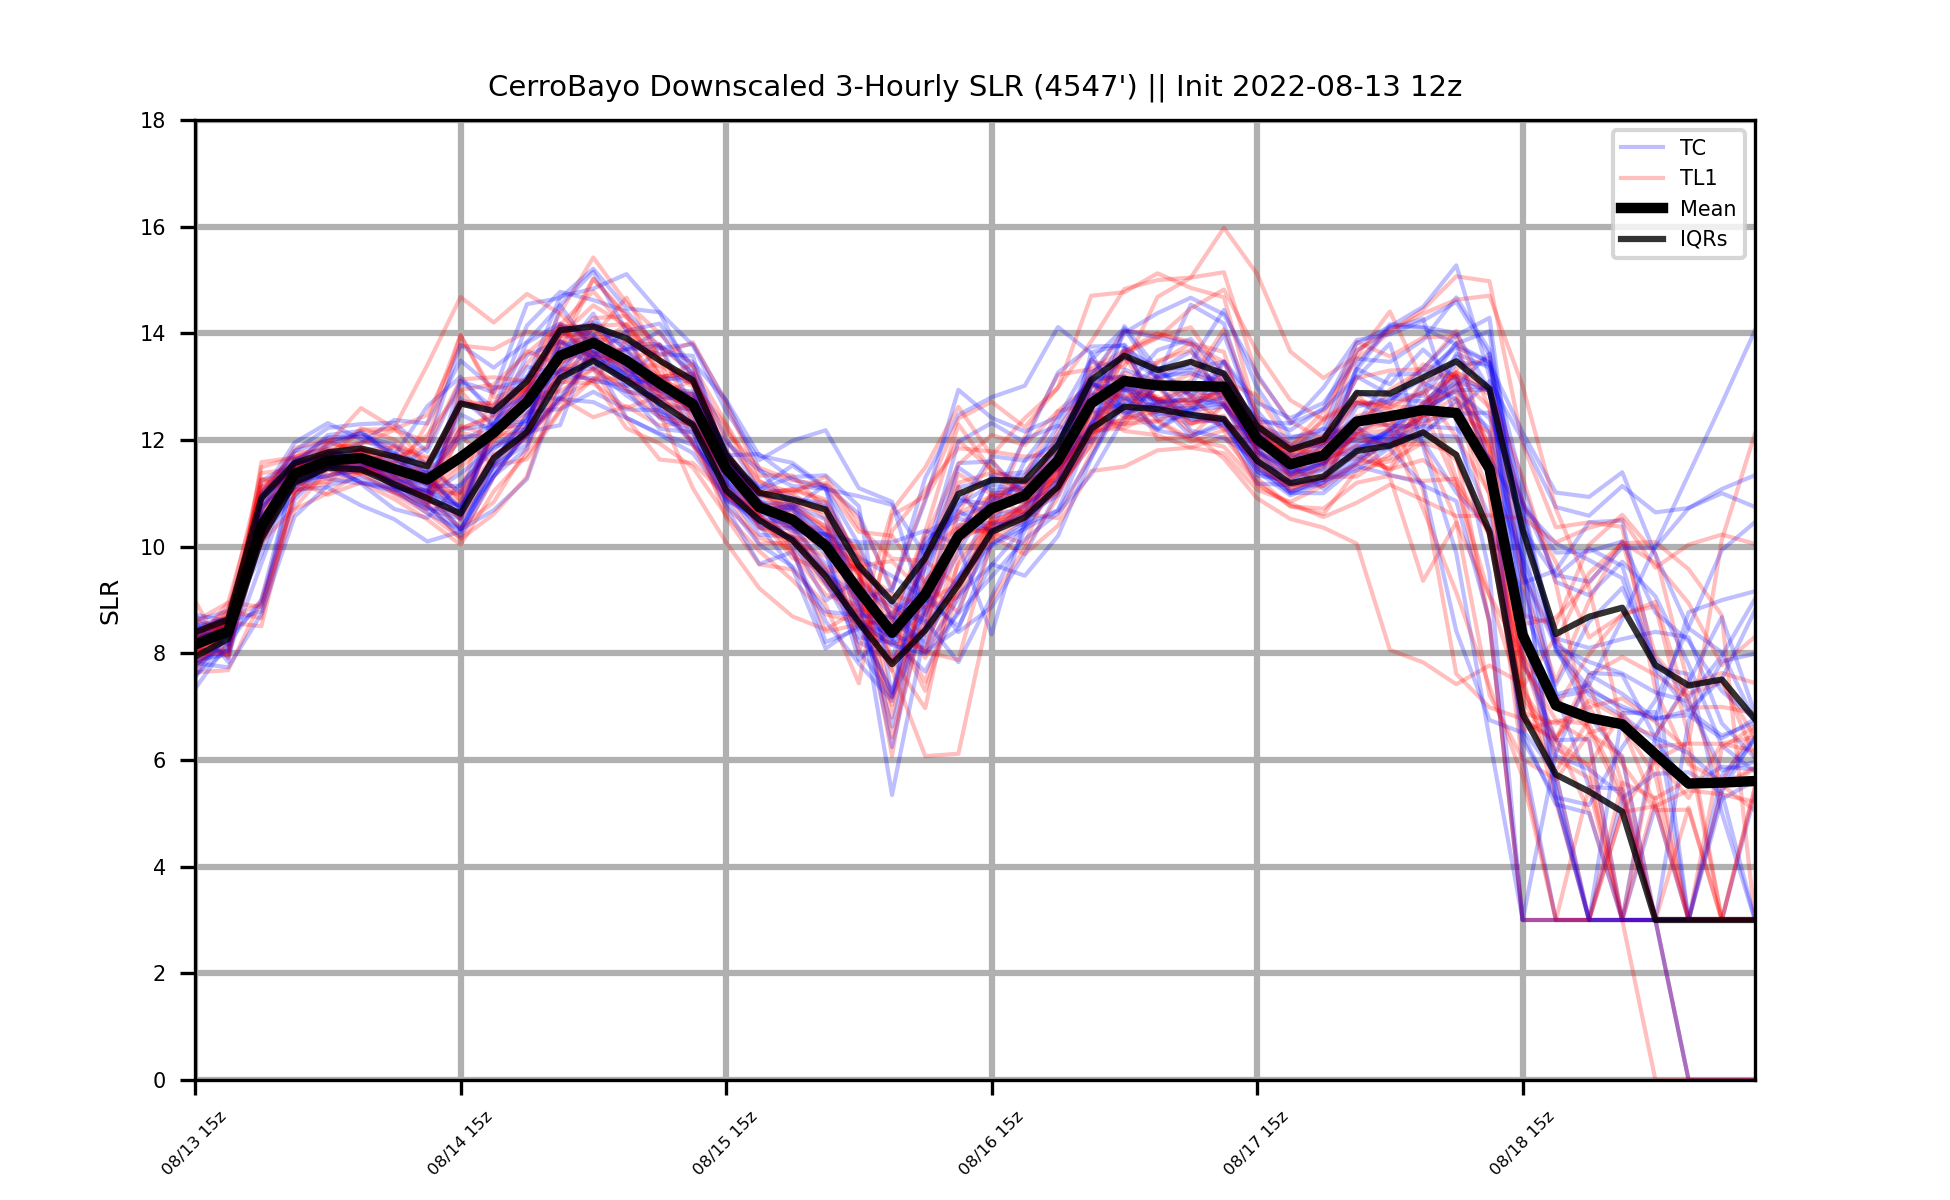 CerroBayo Downscaled 3-Hourly SLR (4547') || Init 2022-08-13 12z
18
16
14
12
10
8
6
4
2
0
SLR
TC
TL1
Mean
IQRs
08/13 15z
08/14 15z
08/15 15z
08/16 15z
08/17 15z
08/18 15z